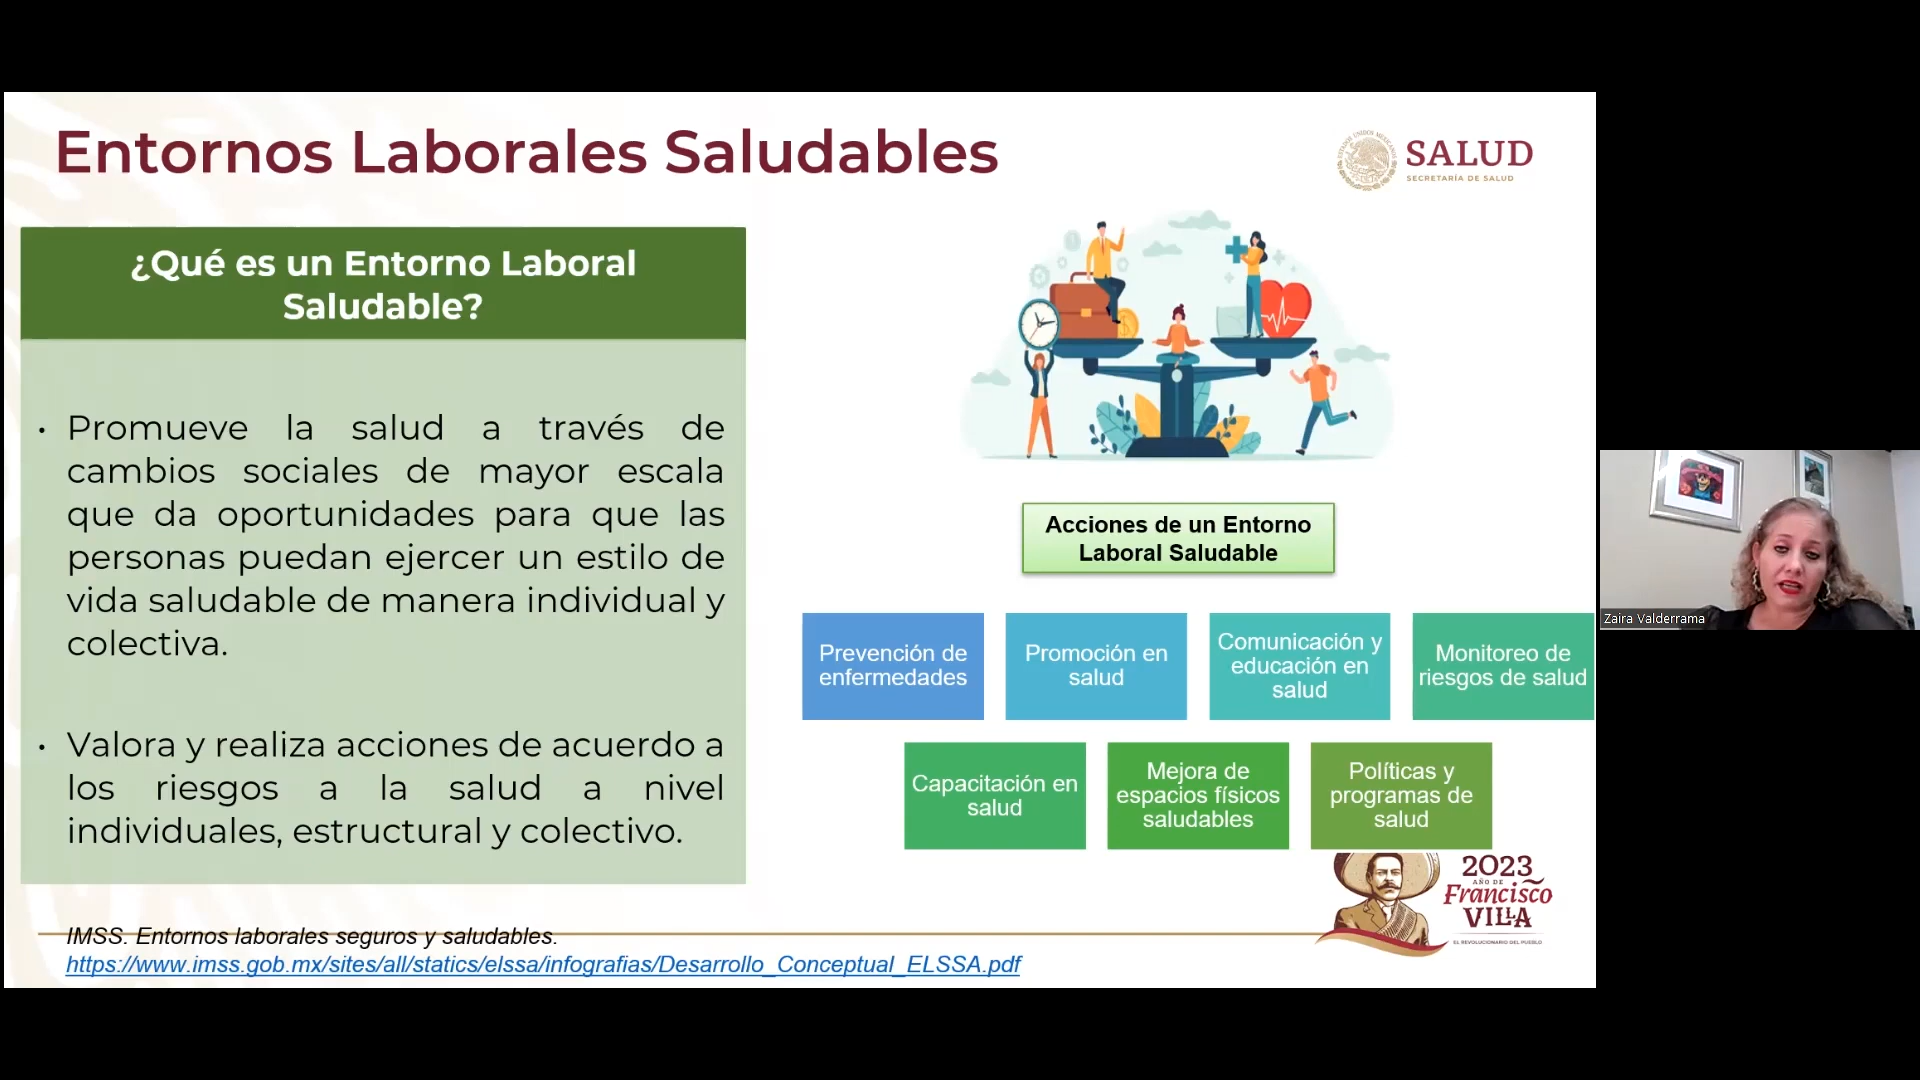 Entornos Laborales Saludables
SALUD
SECRETARÍA DE SALUD
¿Qué es un Entorno Laboral
Saludable?
• Promueve la salud a través de
cambios sociales de mayor escala
que da oportunidades para que las
personas puedan ejercer un estilo de
vida saludable de manera individual y
colectiva.
• Valora y realiza acciones de acuerdo a
los riesgos a la salud a nivel
individuales, estructural y colectivo.
Acciones de un Entorno
Laboral Saludable
Prevención de
enfermedades
Promoción en
salud
Comunicación y
educación en
salud
Monitoreo de
riesgos de salud
Capacitación en
salud
Mejora de
espacios físicos
saludables
Políticas y
programas de
salud
2023
AÑO DE
Francisco
VILLA
EL REVOLUCIONARIO DEL PUEBLO
IMSS. Entornos laborales seguros y saludables.
https://www.imss.gob.mx/sites/all/statics/elssa/infografias/Desarrollo_Conceptual_ELSSA.pdf
Zaira Valderrama